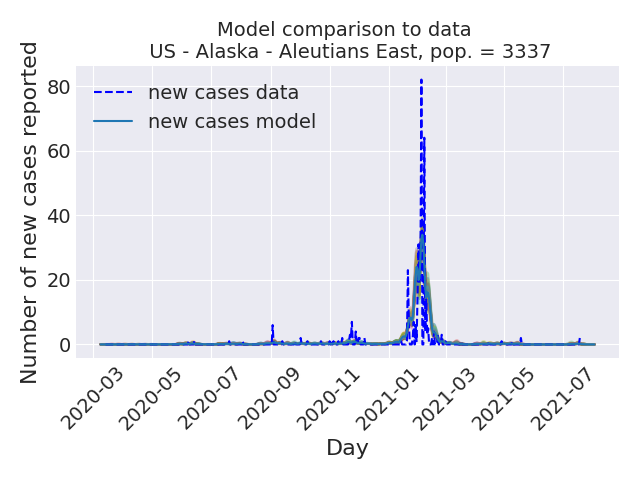 Model comparison to data
US - Alaska - Aleutians East, pop. = 3337
new cases data
new cases model
Number of new cases reported
80
60
40
20
0
2020-03
2020-05
2020-07
2020-09
2020-11
2021-01
2021-03
2021-05
2021-07
Day